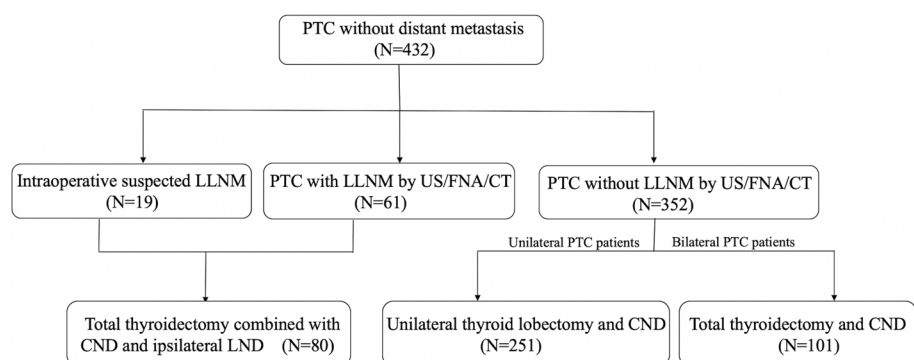 PTC without distant metastasis
(N=432)
Intraoperative suspected LLNM
(N=19)
PTC with LLNM by US/FNA/CT
(N=61)
PTC without LLNM by US/FNA/CT
(N=352)
Unilateral PTC patients
Bilateral PTC patients
Total thyroidectomy combined with
CND and ipsilateral LND (N=80)
Unilateral thyroid lobectomy and CND
(N=251)
Total thyroidectomy and CND
(N=101)